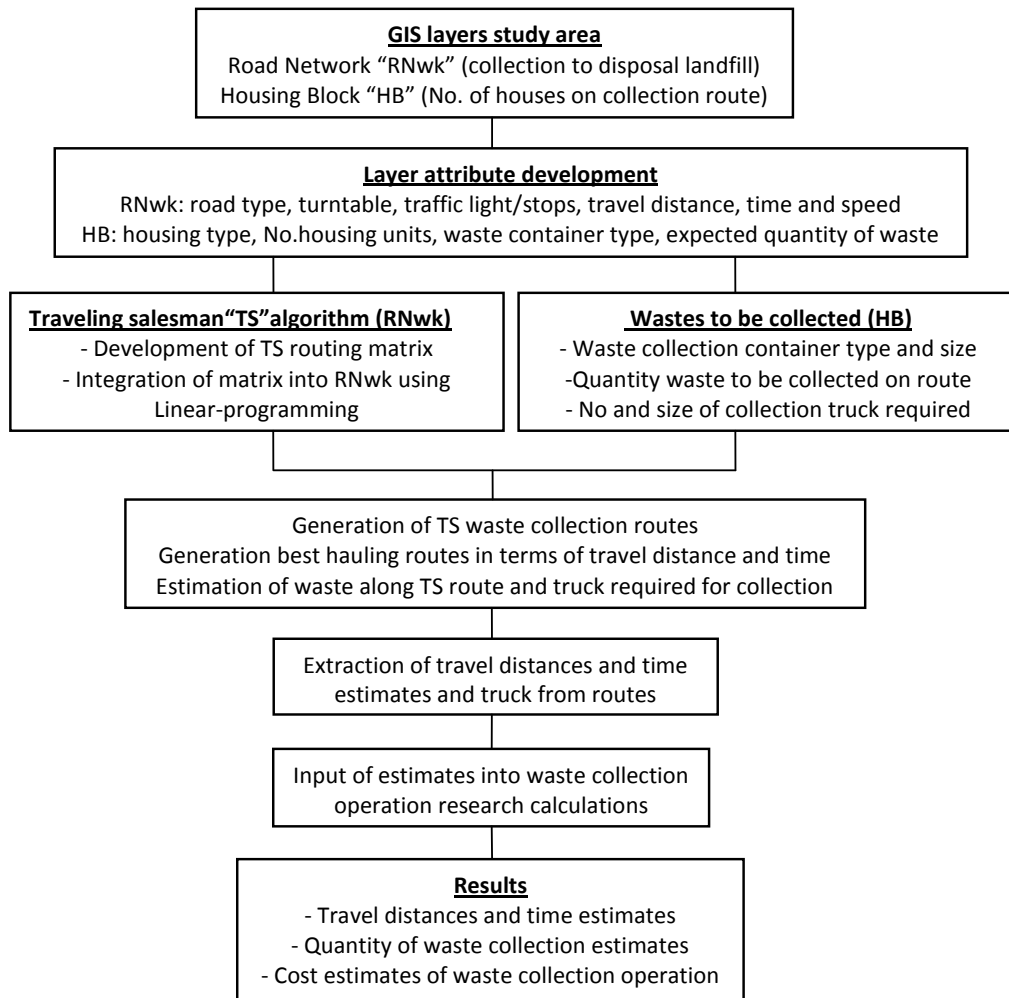 GIS layers study area
Road Network “RNwk” (collection to disposal landfill)
Housing Block “HB” (No. of houses on collection route)
Layer attribute development
RNwk: road type, turntable, traffic light/stops, travel distance, time and speed
HB: housing type, No.housing units, waste container type, expected quantity of waste
Traveling salesman“TS”algorithm (RNwk)
- Development of TS routing matrix
- Integration of matrix into RNwk using
Linear-programming
Wastes to be collected (HB)
- Waste collection container type and size
-Quantity waste to be collected on route
- No and size of collection truck required
Generation of TS waste collection routes
Generation best hauling routes in terms of travel distance and time
Estimation of waste along TS route and truck required for collection
Extraction of travel distances and time
estimates and truck from routes
Input of estimates into waste collection
operation research calculations
Results
- Travel distances and time estimates
- Quantity of waste collection estimates
- Cost estimates of waste collection operation